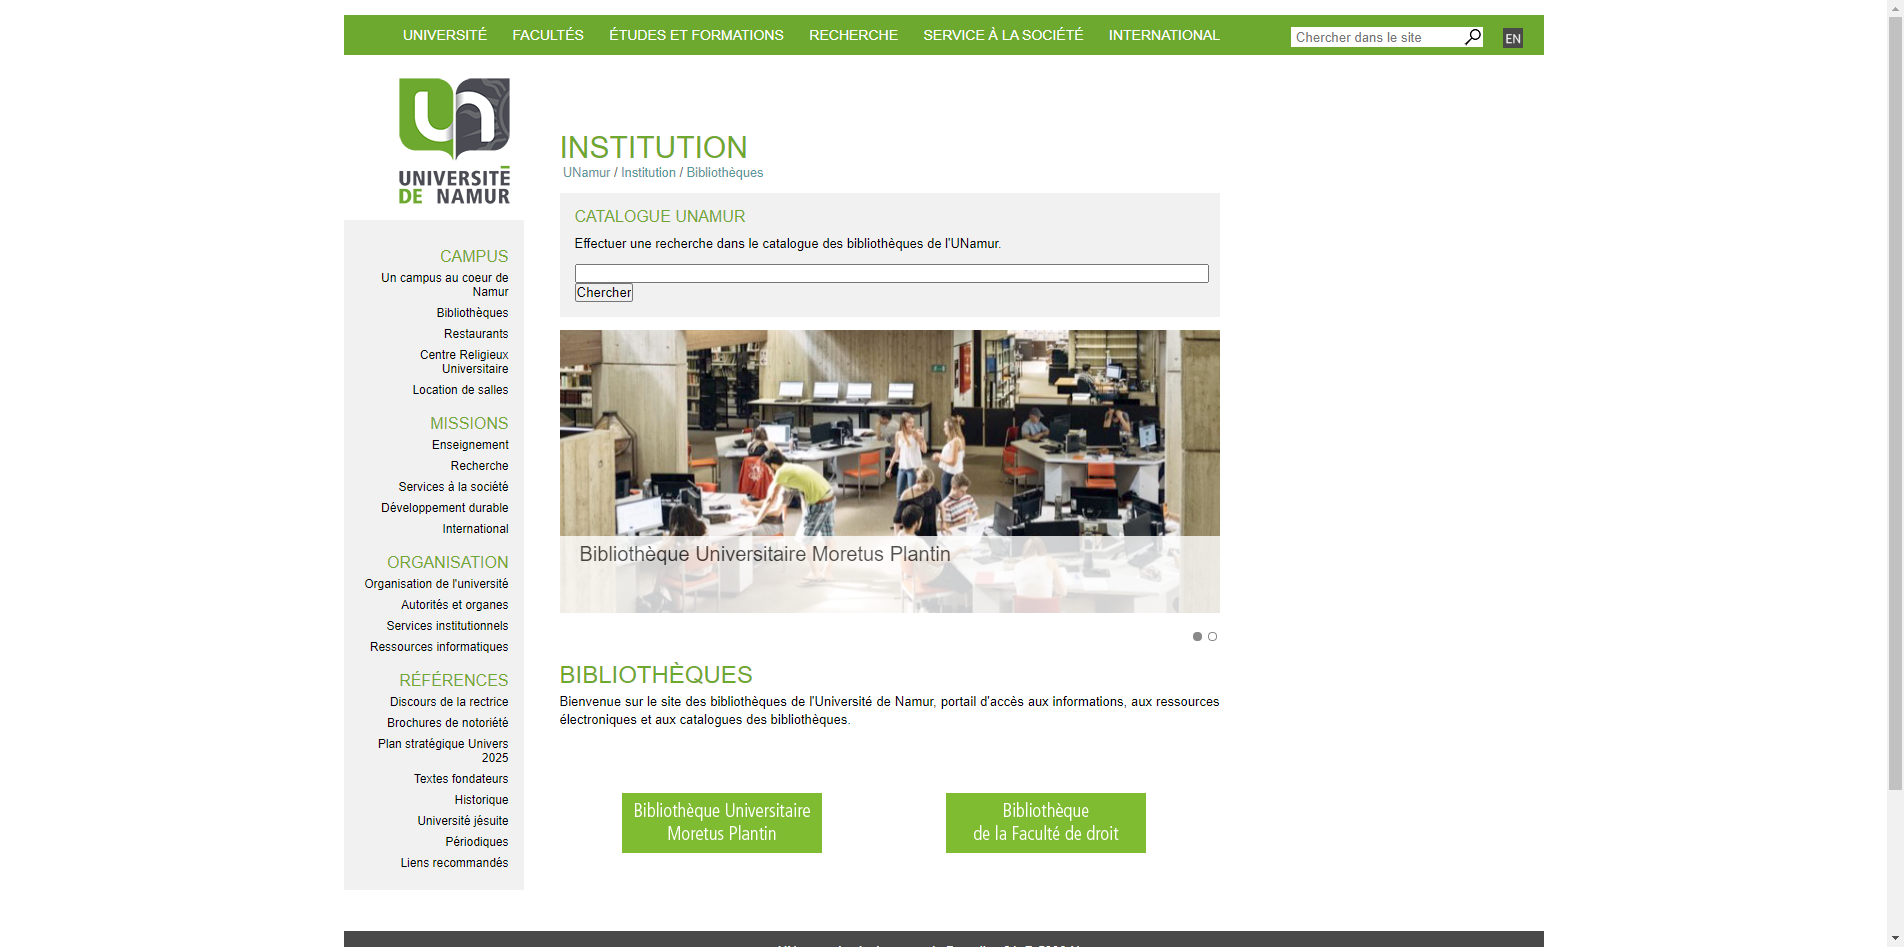 UNIVERSITÉ FACULTÉS ÉTUDES ET FORMATIONS RECHERCHE SERVICE À LA SOCIÉTÉ INTERNATIONAL Chercher dans le site EN
un
UNIVERSITÉ
DE NAMUR
CAMPUS
Un campus au coeur de
Namur
Bibliothèques
Restaurants
Centre Religieux
Universitaire
Location de salles
MISSIONS
Enseignement
Recherche
Services à la société
Développement durable
International
ORGANISATION
Organisation de l'université
Autorités et organes
Services institutionnels
Ressources informatiques
RÉFÉRENCES
Discours de la rectrice
Brochures de notoriété
Plan stratégique Univers
2025
Textes fondateurs
Historique
Université jésuite
Périodiques
Liens recommandés
INSTITUTION
UNamur / Institution / Bibliothèques
CATALOGUE UNAMUR
Effectuer une recherche dans le catalogue des bibliothèques de l'UNamur.
Chercher
Bibliothèque Universitaire Moretus Plantin
BIBLIOTHÈQUES
Bienvenue sur le site des bibliothèques de l'Université de Namur, portail d'accès aux informations, aux ressources
électroniques et aux catalogues des bibliothèques.
Bibliothèque Universitaire
Moretus Plantin
Bibliothèque
de la Faculté de droit